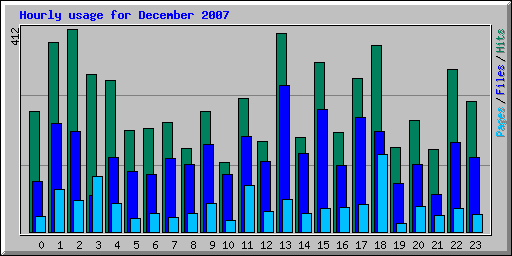 Hourly usage for December 2007
412
Pages/Files/Hits
0 1 2 3 4 5 6 7 8 9 10 11 12 13 14 15 16 17 18 19 20 21 22 23